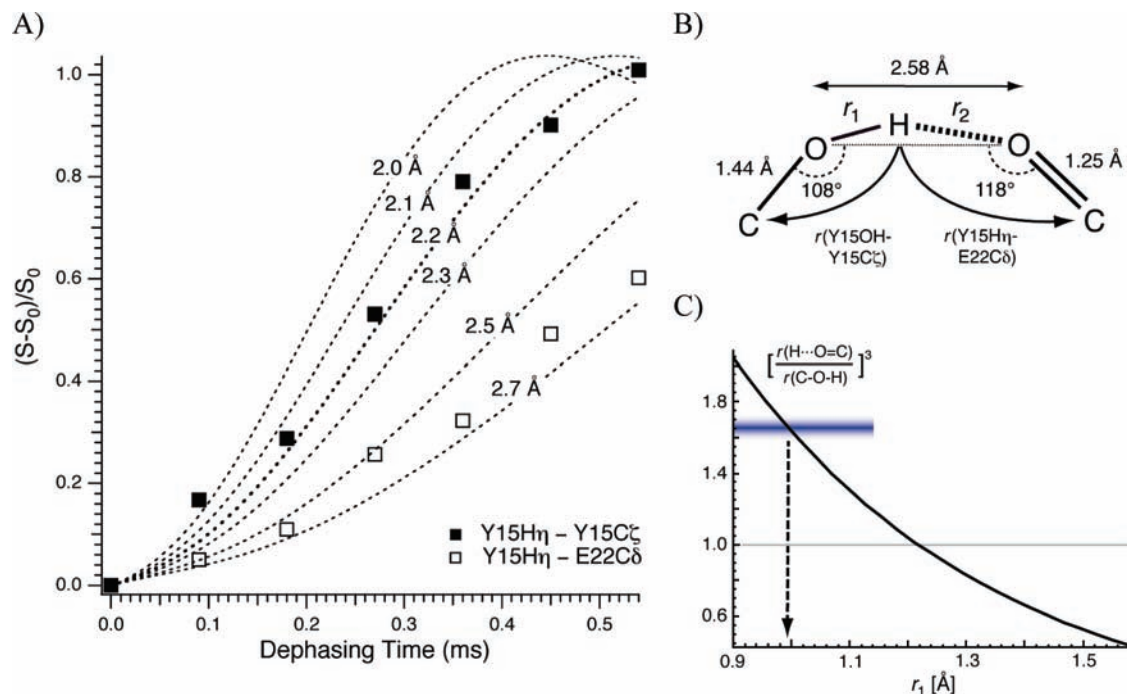 A)
(S-S₀)/S₀
1.0
0.8
0.6
0.4
0.2
0.0
2.0 Å
2.1 Å
2.2 Å
2.3 Å
2.5 Å
2.7 Å
Y15Hη – Y15Cζ
Y15Hη – E22Cδ
0.0 0.1 0.2 0.3 0.4 0.5
Dephasing Time (ms)
B)
2.58 Å
r₁ H r₂
O O
1.44 Å 1.25 Å
108° 118°
C C
r(Y15OH-
Y15Cζ)
r(Y15Hη-
E22Cδ)
C)
[r(H···O=C)/r(C-O-H)]³
1.8
1.4
1.0
0.6
0.9 1.1 1.3 1.5
r₁ [Å]